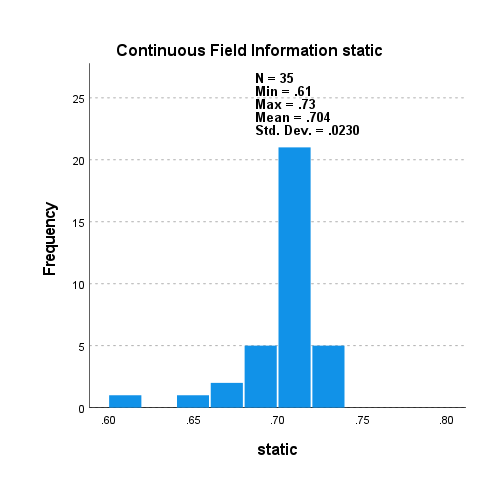 Continuous Field Information static
N = 35
Min = .61
Max = .73
Mean = .704
Std. Dev. = .0230
25
20
15
10
5
0
Frequency
.60 .65 .70 .75 .80
static